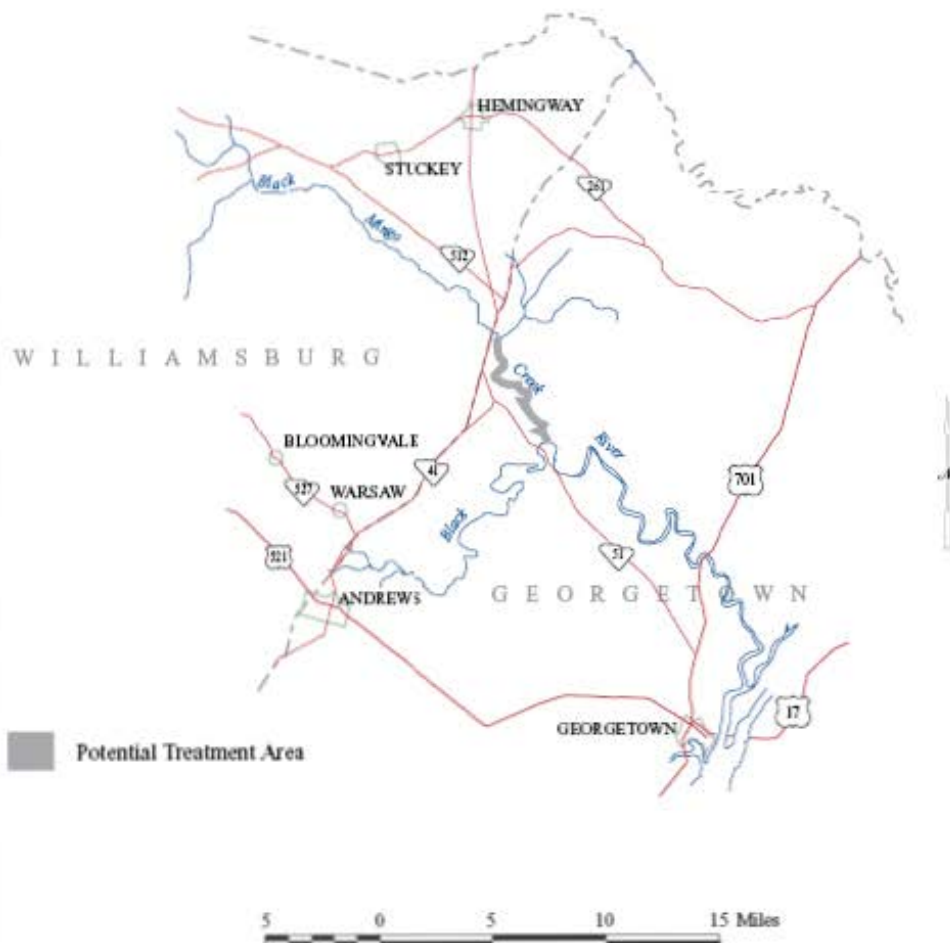 HEMINGWAY
STUCKEY
261
Black
Mingo
512
WILLIAMSBURG
Creek
BLOOMINGVALE
River
41
701
527
WARSAW
Black
521
51
ANDREWS
GEORGETOWN
17
GEORGETOWN
Potential Treatment Area
5 0 5 10 15 Miles